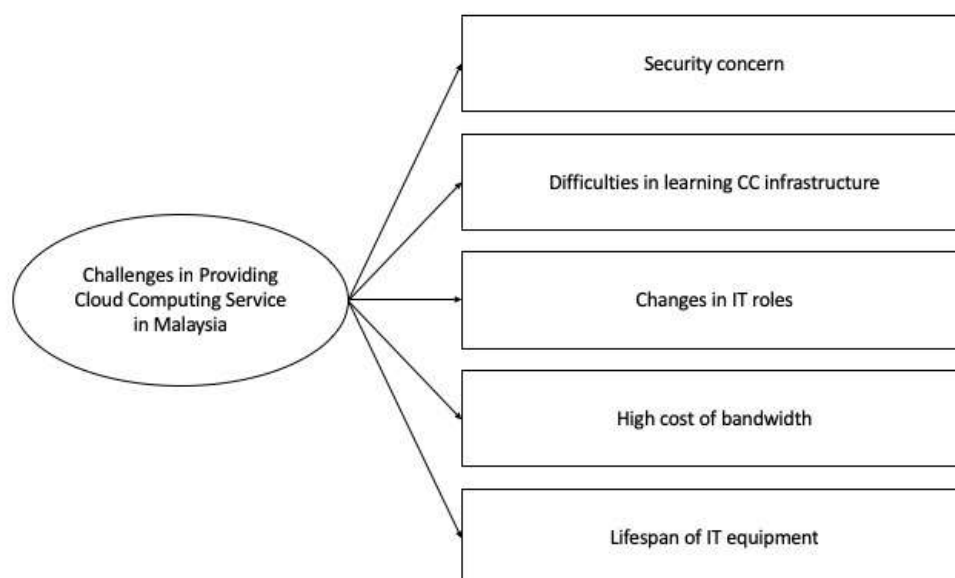 Challenges in Providing
Cloud Computing Service
in Malaysia
Security concern
Difficulties in learning CC infrastructure
Changes in IT roles
High cost of bandwidth
Lifespan of IT equipment